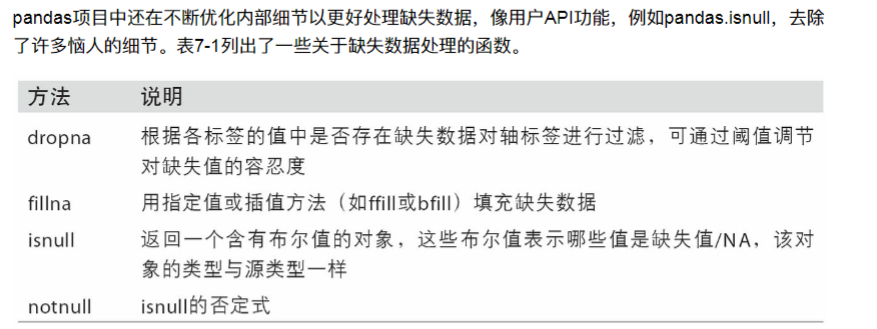 pandas项目中还在不断优化内部细节以更好处理缺失数据，像用户API功能，例如pandas.isnull，去除
了许多恼人的细节。表7-1列出了一些关于缺失数据处理的函数。
方法 说明
dropna 根据各标签的值中是否存在缺失数据对轴标签进行过滤，可通过阈值调节
对缺失值的容忍度
fillna 用指定值或插值方法（如ffill或bfill）填充缺失数据
isnull 返回一个含有布尔值的对象，这些布尔值表示哪些值是缺失值/NA，该对
象的类型与源类型一样
notnull isnull的否定式